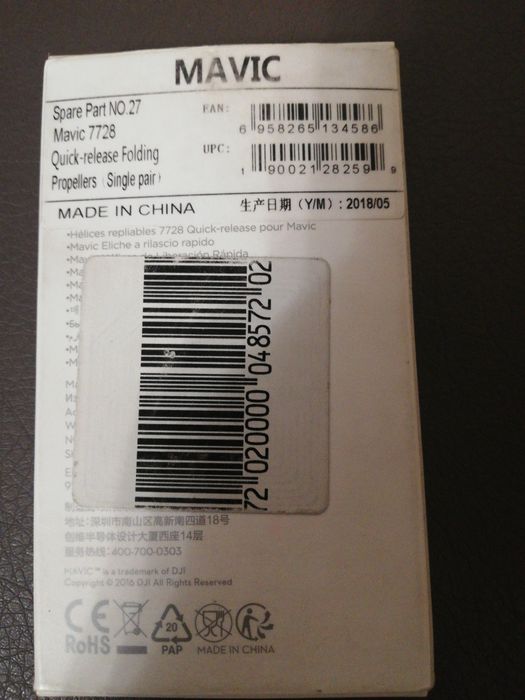 MAVIC
Spare Part NO.27
Mavic 7728
Quick-release Folding
Propellers (Single pair)
EAN:
6 958265 134586
UPC:
1 90021 28259 9
MADE IN CHINA
生产日期 (Y/M) : 2018/05
•Hélices repliables 7728 Quick-release pour Mavic
•Mavic Eliche a rilascio rapido
de Liberación Rápida
72 020000 048572 02
地址: 深圳市南山区高新南四道18号
创维半导体设计大厦西座14层
服务热线: 400-700-0303
MAVIC™ is a trademark of DJI
Copyright © 2016 DJI All Rights Reserved
CE
RoHS
20
PAP
MADE IN CHINA